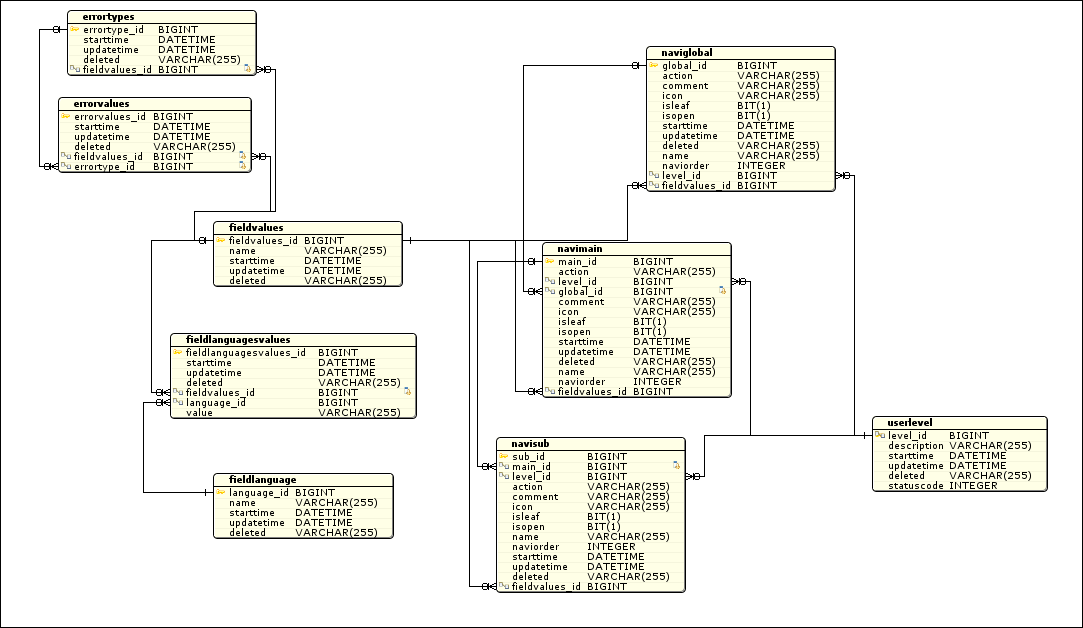 errortypes
errortype_id BIGINT
starttime DATETIME
updatetime DATETIME
deleted VARCHAR(255)
fieldvalues_id BIGINT
errorvalues
errorvalues_id BIGINT
starttime DATETIME
updatetime DATETIME
deleted VARCHAR(255)
fieldvalues_id BIGINT
errortype_id BIGINT
fieldvalues
fieldvalues_id BIGINT
name VARCHAR(255)
starttime DATETIME
updatetime DATETIME
deleted VARCHAR(255)
fieldlanguagesvalues
fieldlanguagesvalues_id BIGINT
starttime DATETIME
updatetime DATETIME
deleted VARCHAR(255)
fieldvalues_id BIGINT
language_id BIGINT
value VARCHAR(255)
fieldlanguage
language_id BIGINT
name VARCHAR(255)
starttime DATETIME
updatetime DATETIME
deleted VARCHAR(255)
naviglobal
global_id BIGINT
action VARCHAR(255)
comment VARCHAR(255)
icon VARCHAR(255)
isleaf BIT(1)
isopen BIT(1)
starttime DATETIME
updatetime DATETIME
deleted VARCHAR(255)
name VARCHAR(255)
naviorder INTEGER
level_id BIGINT
fieldvalues_id BIGINT
navimain
main_id BIGINT
action VARCHAR(255)
level_id BIGINT
global_id BIGINT
comment VARCHAR(255)
icon VARCHAR(255)
isleaf BIT(1)
isopen BIT(1)
starttime DATETIME
updatetime DATETIME
deleted VARCHAR(255)
name VARCHAR(255)
naviorder INTEGER
fieldvalues_id BIGINT
navisub
sub_id BIGINT
main_id BIGINT
level_id BIGINT
action VARCHAR(255)
comment VARCHAR(255)
icon VARCHAR(255)
isleaf BIT(1)
isopen BIT(1)
name VARCHAR(255)
naviorder INTEGER
starttime DATETIME
updatetime DATETIME
deleted VARCHAR(255)
fieldvalues_id BIGINT
userlevel
level_id BIGINT
description VARCHAR(255)
starttime DATETIME
updatetime DATETIME
deleted VARCHAR(255)
statuscode INTEGER